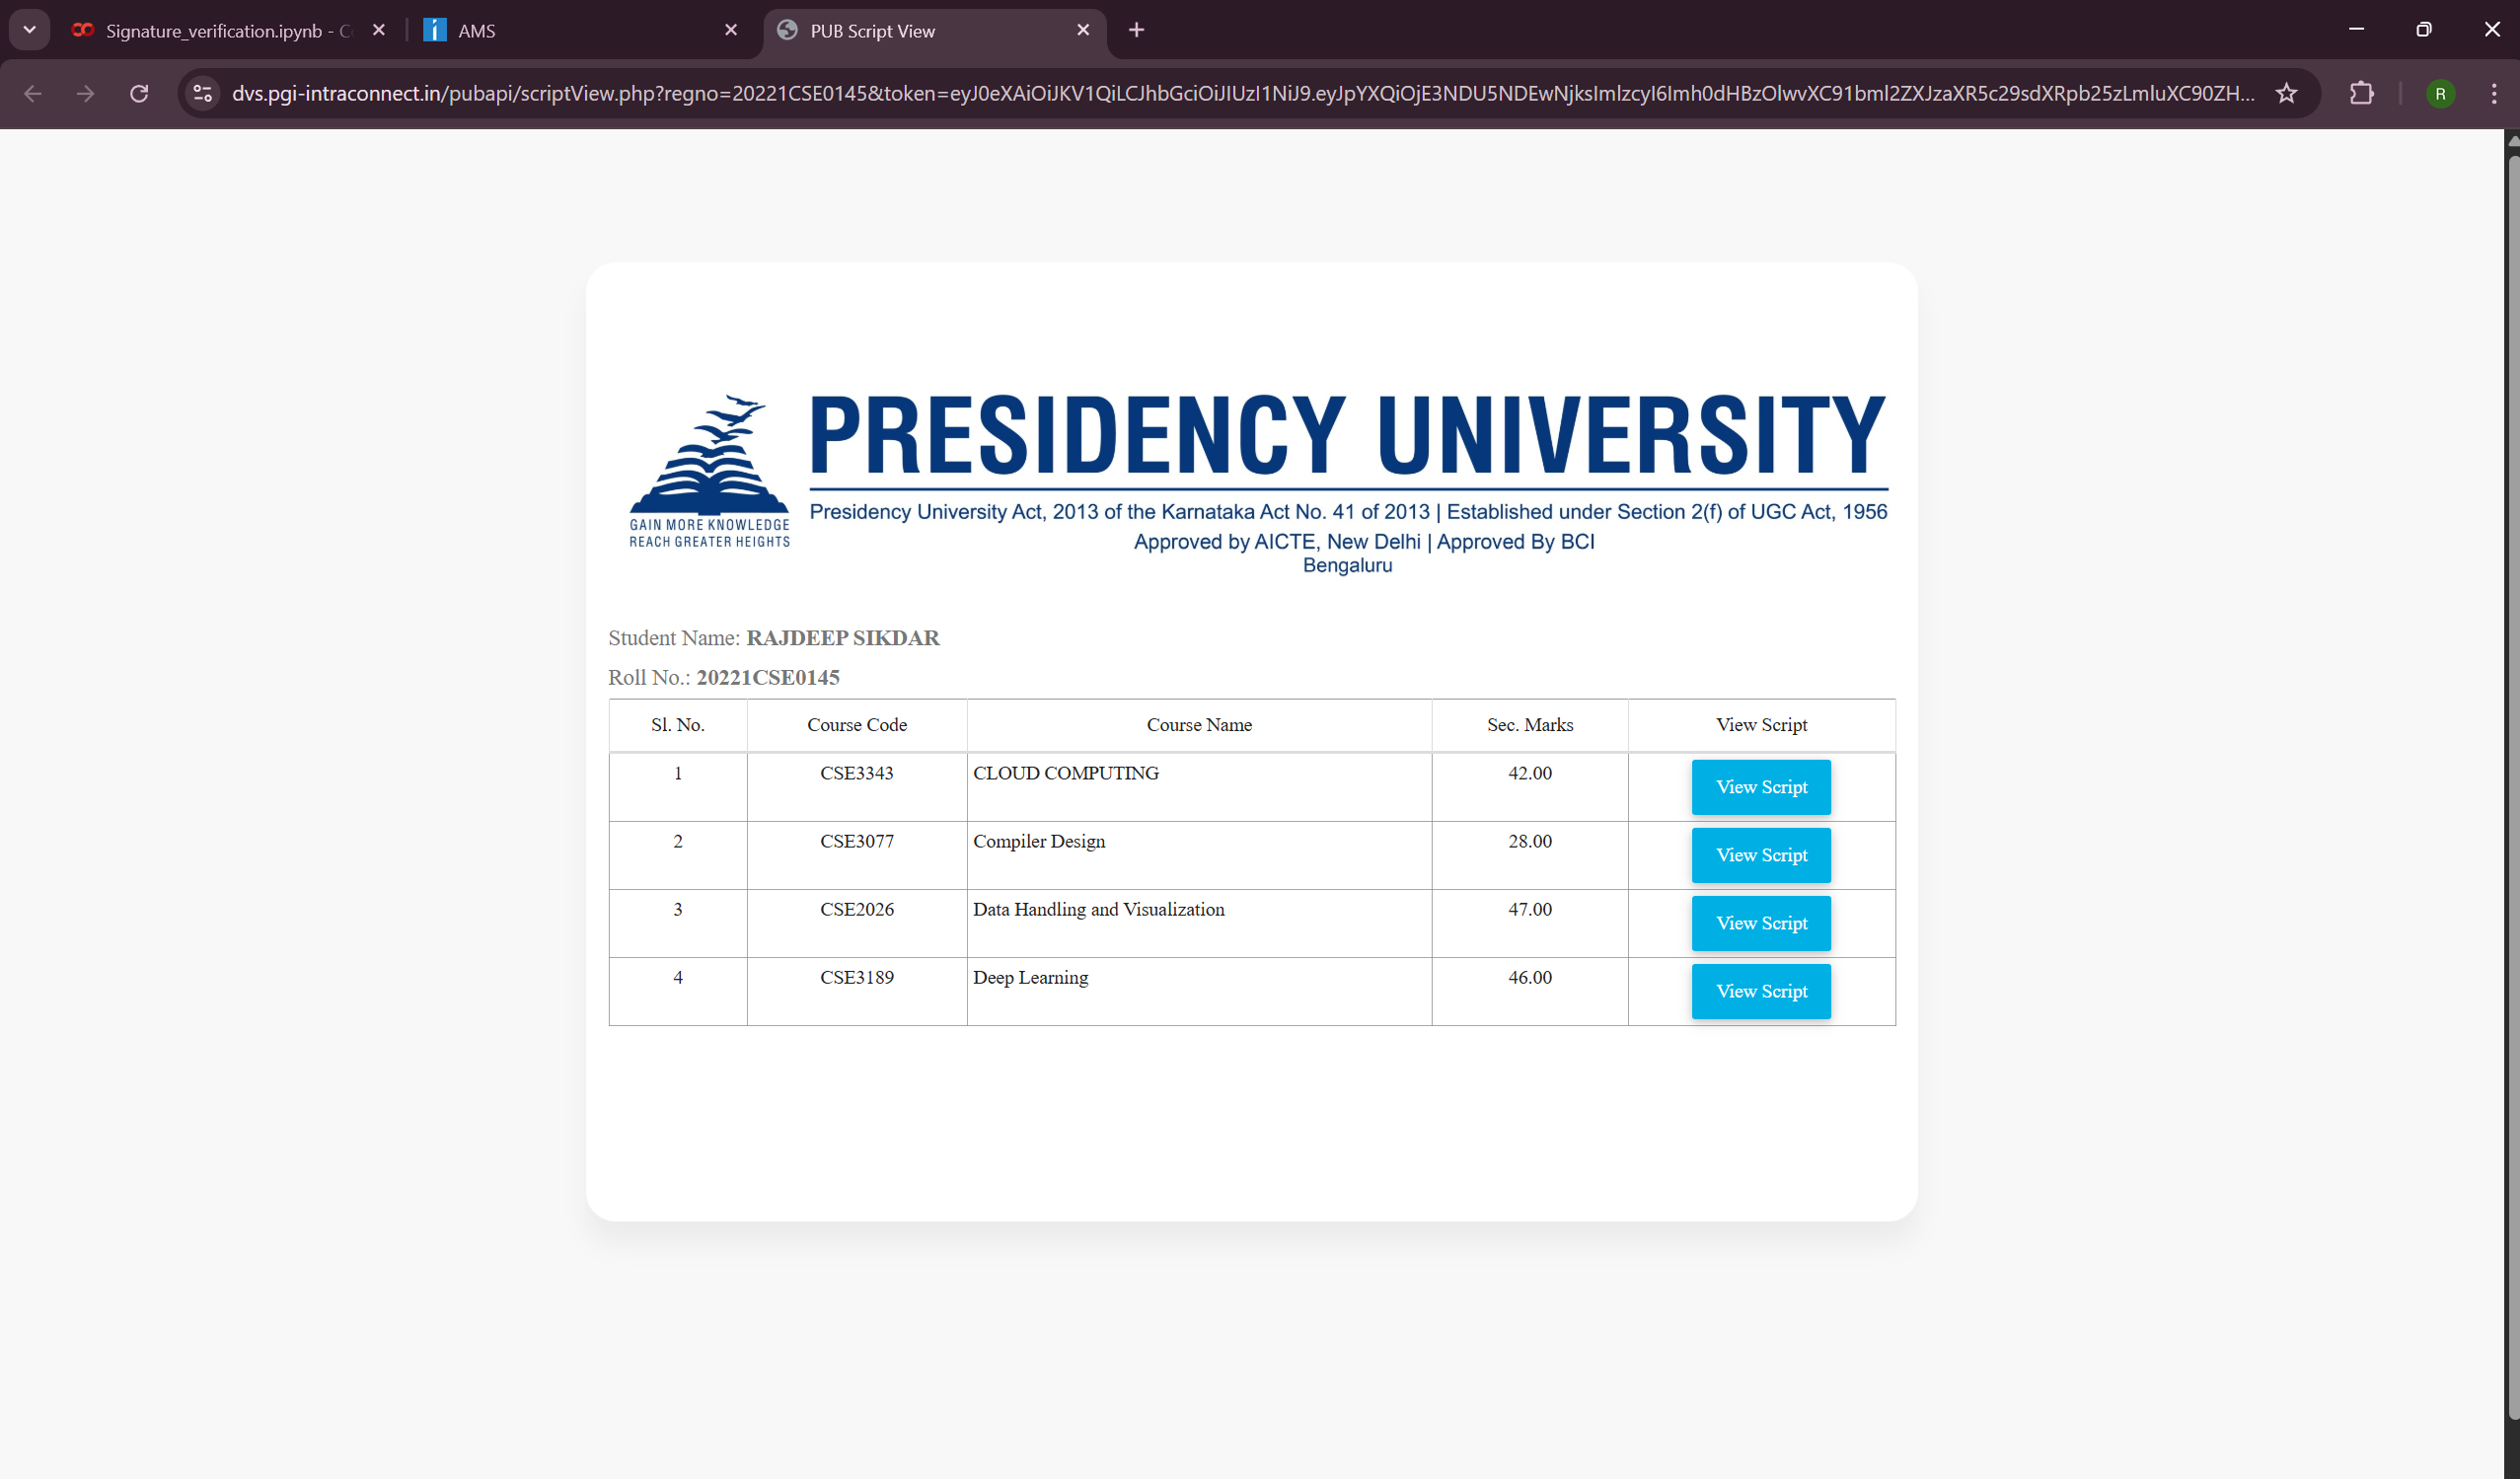 Signature_verification.ipynb - C
AMS
PUB Script View
dvs.pgi-intraconnect.in/pubapi/scriptView.php?regno=20221CSE0145&token=eyJ0eXAiOiJKV1QiLCJhbGciOiJIUzI1NiJ9.eyJpYXQiOjE3NDU5NDEwNjksImlzcyI6Imh0dHBzOlwvXC91bml2ZXJzaXR5c29sdXRpb25zLmluXC90ZH...
R
PRESIDENCY UNIVERSITY
GAIN MORE KNOWLEDGE
REACH GREATER HEIGHTS
Presidency University Act, 2013 of the Karnataka Act No. 41 of 2013 | Established under Section 2(f) of UGC Act, 1956
Approved by AICTE, New Delhi | Approved By BCI
Bengaluru
Student Name: RAJDEEP SIKDAR
Roll No.: 20221CSE0145
Sl. No. Course Code Course Name Sec. Marks View Script
1 CSE3343 CLOUD COMPUTING 42.00 View Script
2 CSE3077 Compiler Design 28.00 View Script
3 CSE2026 Data Handling and Visualization 47.00 View Script
4 CSE3189 Deep Learning 46.00 View Script